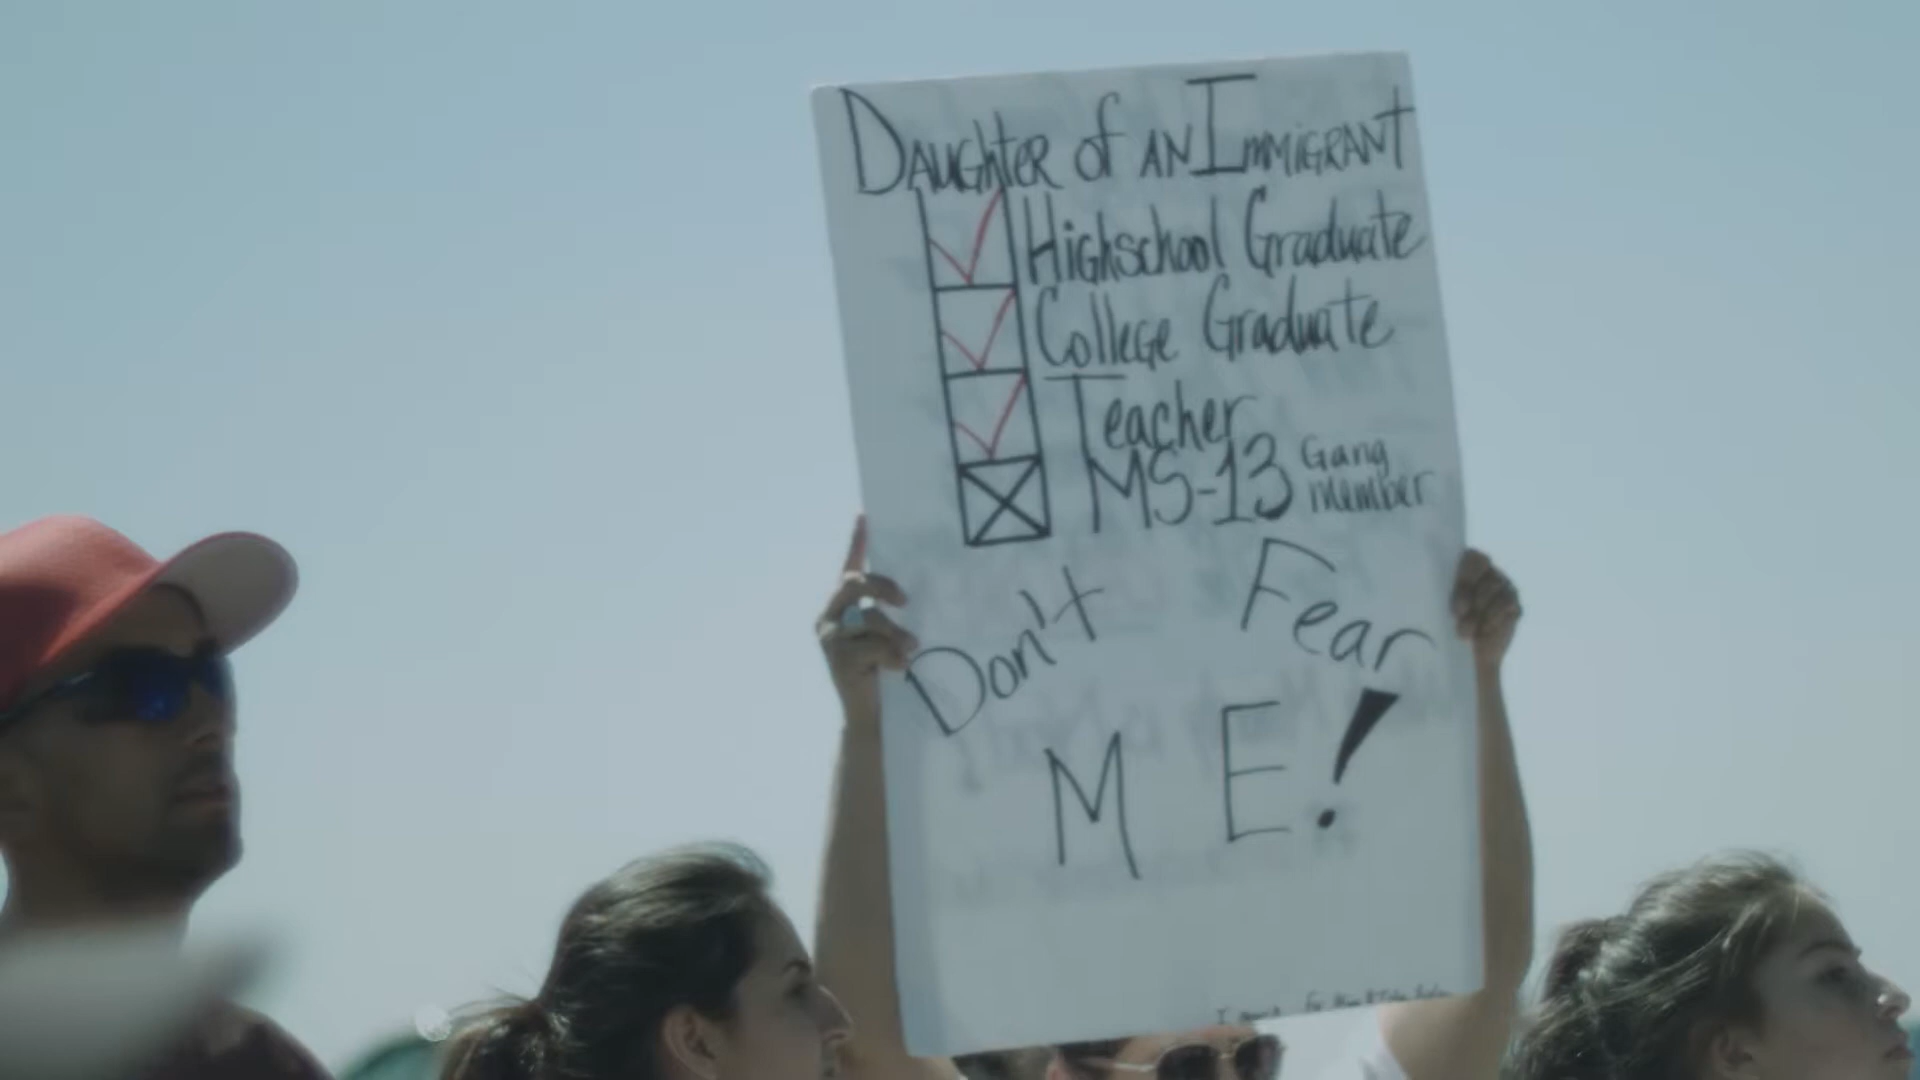 Daughter of an Immigrant
Highschool Graduate
College Graduate
Teacher
MS-13 Gang member
Don't Fear
ME!